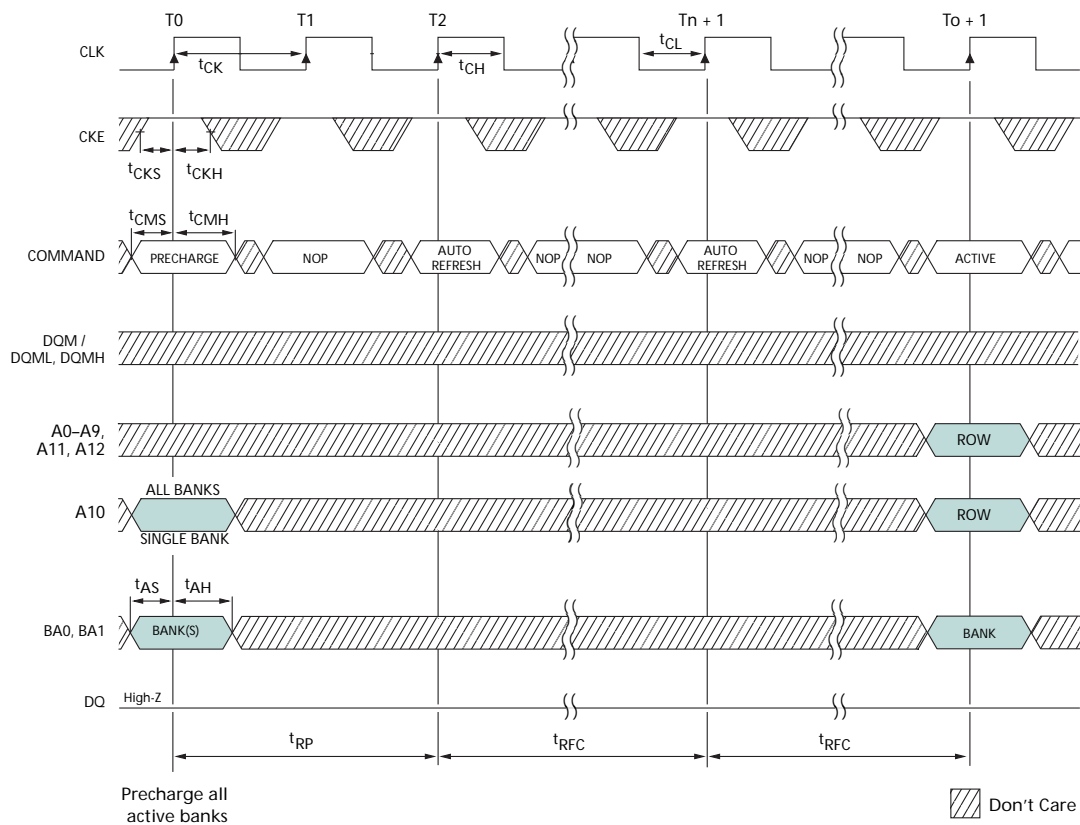 T0 T1 T2 Tn + 1 To + 1
CLK
tCK tCH tCL
CKE
tCKS tCKH
tCMS tCMH
COMMAND PRECHARGE NOP AUTO REFRESH NOP NOP AUTO REFRESH NOP NOP ACTIVE
DQM /
DQML, DQMH
A0–A9,
A11, A12
ROW
ALL BANKS
A10 ROW
SINGLE BANK
tAS tAH
BA0, BA1 BANK(S) BANK
DQ High-Z
tRP tRFC tRFC
Precharge all
active banks
Don't Care